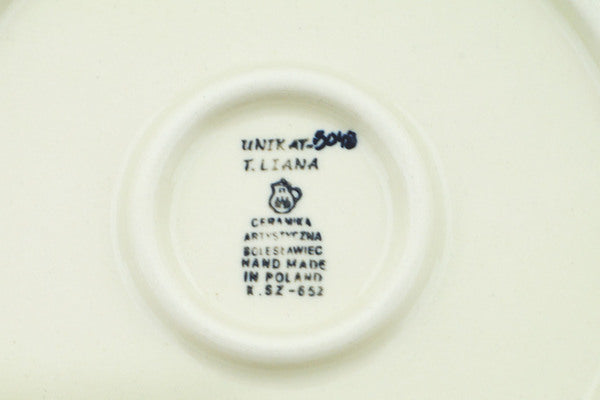 UNIKAT-5048
T. LIANA
CERAMIKA
ARTYSTYCZNA
BOLESŁAWIEC
HAND MADE
IN POLAND
K.SZ-652